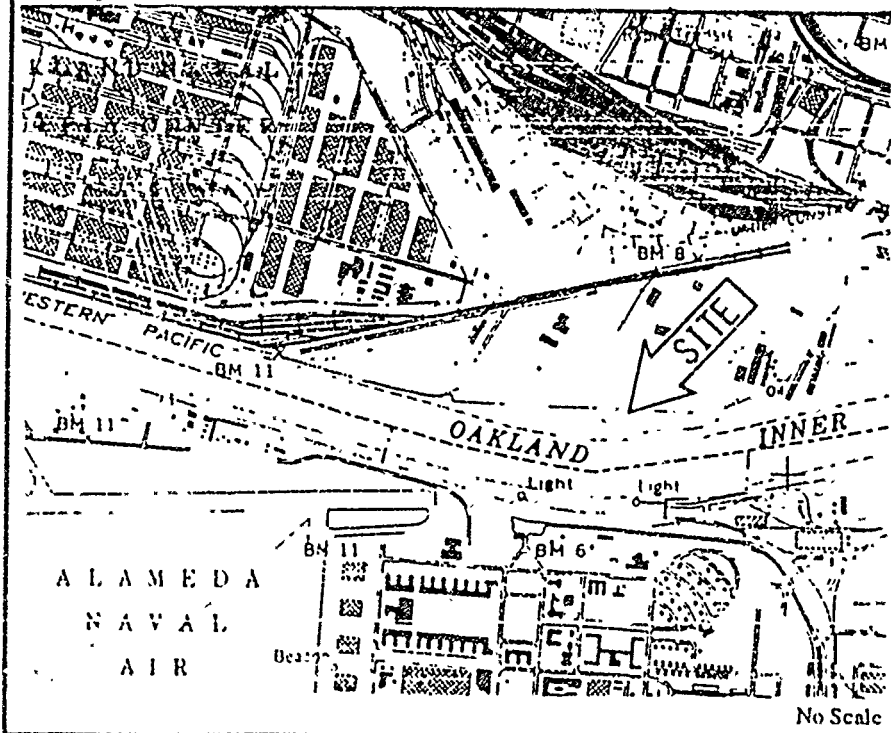 BM
BM 8
SITE
WESTERN PACIFIC
BM 11
BM 11
OAKLAND INNER
Light
Light
BM 11
BM 6
ALAMEDA
NAVAL
AIR
Beacon
No Scale